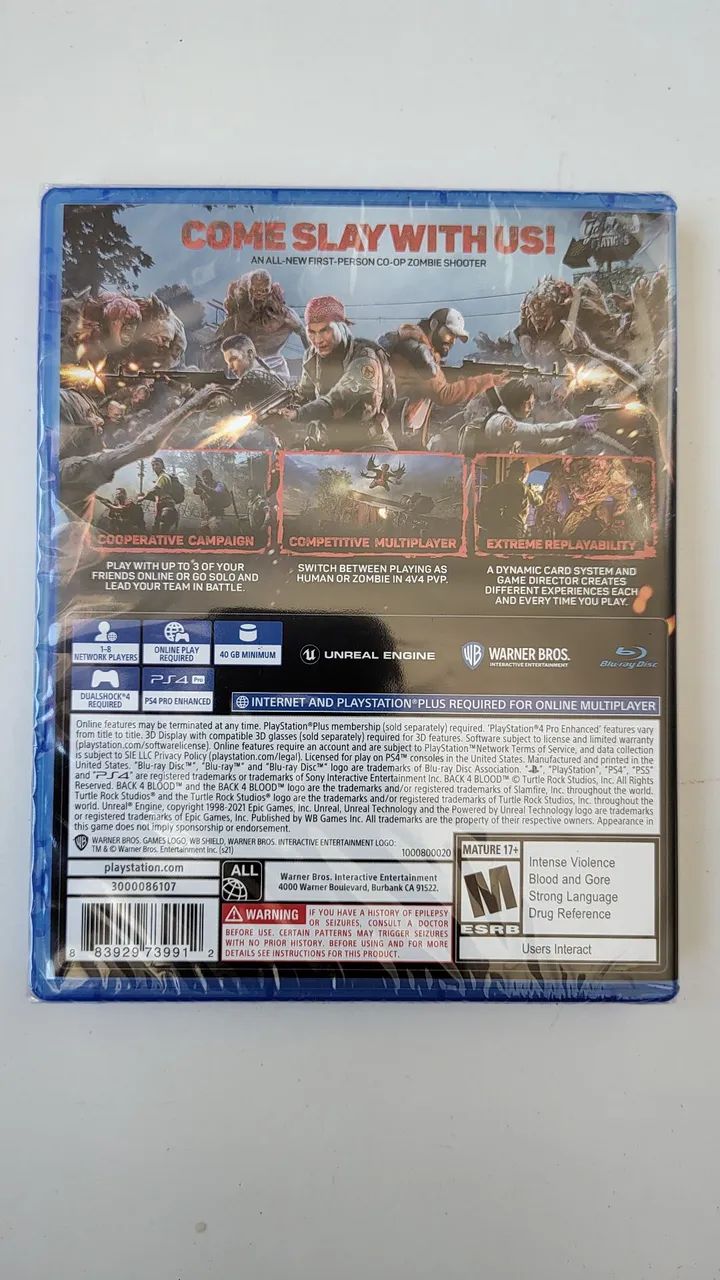 COME SLAY WITH US!
AN ALL-NEW FIRST-PERSON CO-OP ZOMBIE SHOOTER
COOPERATIVE CAMPAIGN
PLAY WITH UP TO 3 OF YOUR
FRIENDS ONLINE OR GO SOLO AND
LEAD YOUR TEAM IN BATTLE.
COMPETITIVE MULTIPLAYER
SWITCH BETWEEN PLAYING AS
HUMAN OR ZOMBIE IN 4V4 PVP.
EXTREME REPLAYABILITY
A DYNAMIC CARD SYSTEM AND
GAME DIRECTOR CREATES
DIFFERENT EXPERIENCES EACH
AND EVERY TIME YOU PLAY.
1-8
NETWORK PLAYERS
ONLINE PLAY
REQUIRED
40 GB MINIMUM
UNREAL ENGINE
WB
WARNER BROS.
INTERACTIVE ENTERTAINMENT
Blu-ray Disc
DUALSHOCK®4
REQUIRED
PS4 Pro
PS4 PRO ENHANCED
INTERNET AND PLAYSTATION®PLUS REQUIRED FOR ONLINE MULTIPLAYER
Online features may be terminated at any time. PlayStation®Plus membership (sold separately) required. 'PlayStation®4 Pro Enhanced' features vary
from title to title. 3D Display with compatible 3D glasses (sold separately) required for 3D features. Software subject to license and limited warranty
(playstation.com/softwarelicense). Online features require an account and are subject to PlayStation™Network Terms of Service, and data collection
is subject to SIE LLC Privacy Policy (playstation.com/legal). Licensed for play on PS4™ consoles in the United States. Manufactured and printed in the
United States. "Blu-ray Disc™", "Blu-ray™" and "Blu-ray Disc™" logo are trademarks of Blu-ray Disc Association. " ", "PlayStation", "PS4", "PS5"
and "PS4" are registered trademarks or trademarks of Sony Interactive Entertainment Inc. BACK 4 BLOOD™ © Turtle Rock Studios, Inc. All Rights
Reserved. BACK 4 BLOOD™ and the BACK 4 BLOOD™ logo are the trademarks and/or registered trademarks of Slamfire, Inc. throughout the world.
Turtle Rock Studios® and the Turtle Rock Studios® logo are the trademarks and/or registered trademarks of Turtle Rock Studios, Inc. throughout the
world. Unreal® Engine, copyright 1998-2021 Epic Games, Inc. Unreal, Unreal Technology and the Powered by Unreal Technology logo are trademarks
or registered trademarks of Epic Games, Inc. Published by WB Games Inc. All trademarks are the property of their respective owners. Appearance in
this game does not imply sponsorship or endorsement.
WARNER BROS. GAMES LOGO, WB SHIELD, WARNER BROS. INTERACTIVE ENTERTAINMENT LOGO:
TM & © Warner Bros. Entertainment Inc. (s21)
1000800020
playstation.com
3000086107
ALL
Warner Bros. Interactive Entertainment
4000 Warner Boulevard, Burbank CA 91522.
WARNING
IF YOU HAVE A HISTORY OF EPILEPSY
OR SEIZURES, CONSULT A DOCTOR
BEFORE USE. CERTAIN PATTERNS MAY TRIGGER SEIZURES
WITH NO PRIOR HISTORY. BEFORE USING AND FOR MORE
DETAILS SEE INSTRUCTIONS FOR THIS PRODUCT.
8 83929 73991 2
MATURE 17+
M
ESRB
Intense Violence
Blood and Gore
Strong Language
Drug Reference
Users Interact